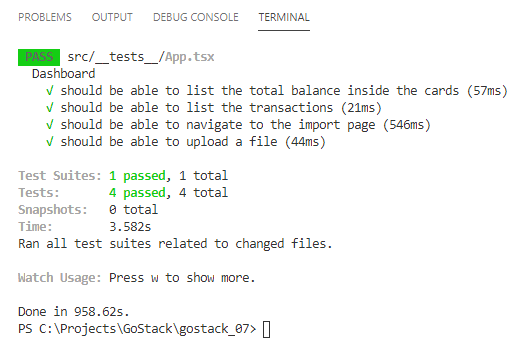 PROBLEMS OUTPUT DEBUG CONSOLE TERMINAL
PASS src/__tests__/App.tsx
Dashboard
√ should be able to list the total balance inside the cards (57ms)
√ should be able to list the transactions (21ms)
√ should be able to navigate to the import page (546ms)
√ should be able to upload a file (44ms)
Test Suites: 1 passed, 1 total
Tests: 4 passed, 4 total
Snapshots: 0 total
Time: 3.582s
Ran all test suites related to changed files.
Watch Usage: Press w to show more.
Done in 958.62s.
PS C:\Projects\GoStack\gostack_07>